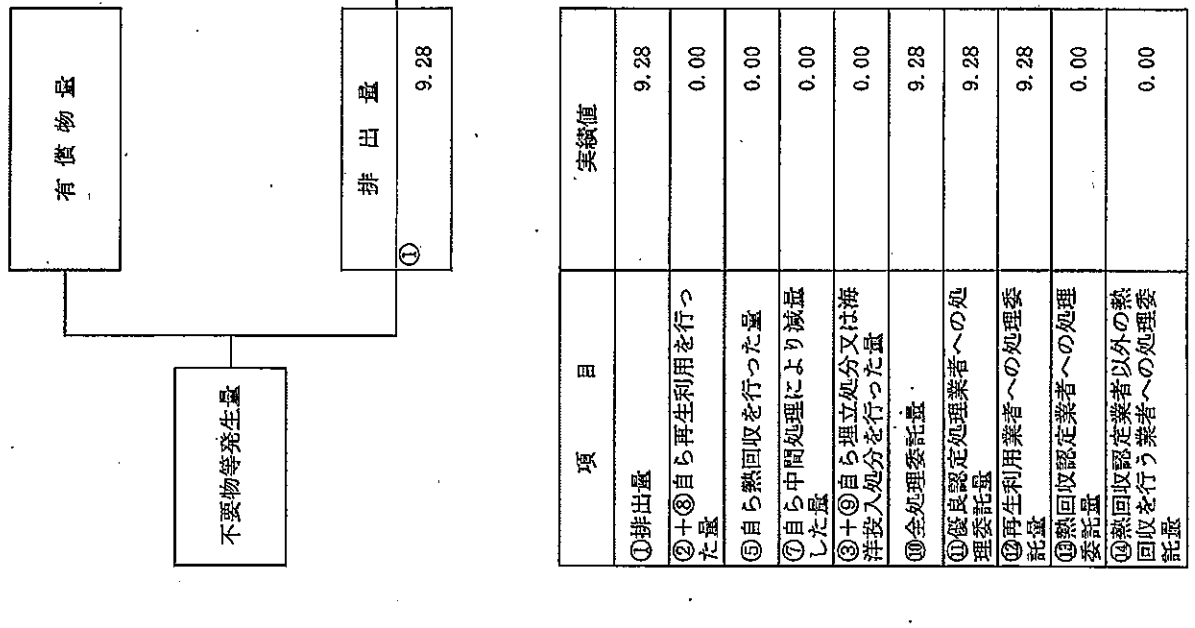 有償物量
不要物等発生量
排出量
①
9.28
項目
実績値
①排出量
9.28
②+⑧自ら再生利用を行っ
た量
0.00
⑤自ら熱回収を行った量
0.00
⑦自ら中間処理により減量
した量
0.00
③+⑨自ら埋立処分又は海
洋投入処分を行った量
0.00
⑩全処理委託量
9.28
⑪優良認定処理業者への処
理委託量
9.28
⑫再生利用業者への処理委
託量
9.28
⑬熱回収認定業者への処理
委託量
0.00
⑭熱回収認定業者以外の熱
回収を行う業者への処理委
託量
0.00